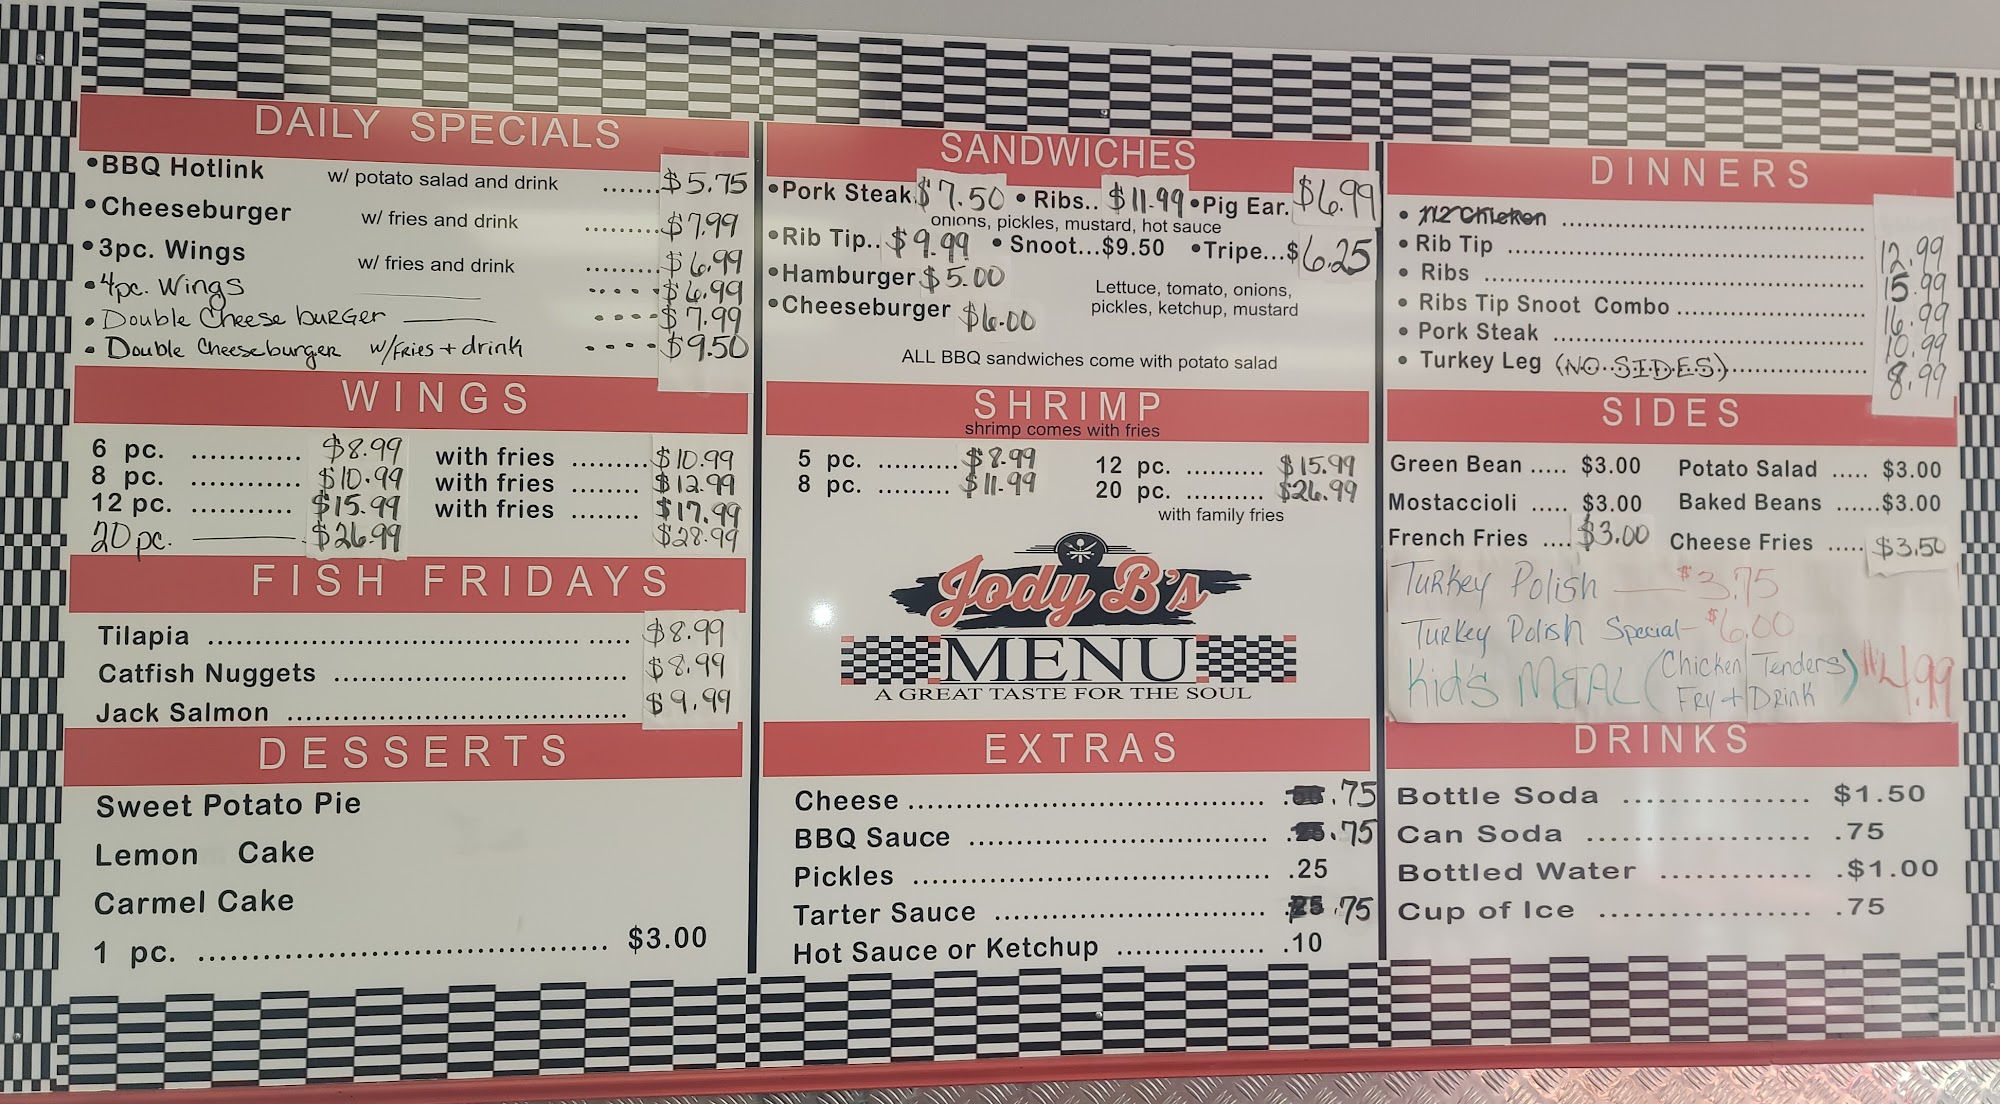 DAILY SPECIALS
•BBQ Hotlink w/ potato salad and drink .......$5.75
•Cheeseburger w/ fries and drink ..........$7.99
•3pc. Wings w/ fries and drink ..........$6.99
•4pc. Wings ..... $6.99
• Double Cheese burger .... $7.99
• Double Cheeseburger w/Fries + drink .... $9.50
WINGS
6 pc. ............ $8.99 with fries .........$10.99
8 pc. ............ $10.99 with fries ........ $12.99
12 pc. ........... $15.99 with fries ........ $17.99
20 pc. $26.99 $28.99
FISH FRIDAYS
Tilapia ........................................... $8.99
Catfish Nuggets ................................. $8.99
Jack Salmon ................................... $9.99
DESSERTS
Sweet Potato Pie
Lemon Cake
Carmel Cake
1 pc. ........................................... $3.00
SANDWICHES
•Pork Steak.$7.50 • Ribs.. $11.99 •Pig Ear. $6.99
onions, pickles, mustard, hot sauce
•Rib Tip.. $9.99 • Snoot...$9.50 •Tripe...$6.25
•Hamburger $5.00
Lettuce, tomato, onions,
•Cheeseburger $6.00
pickles, ketchup, mustard
ALL BBQ sandwiches come with potato salad
SHRIMP
shrimp comes with fries
5 pc. .......... $8.99 12 pc. .......... $15.99
8 pc. ......... $11.99 20 pc. .......... $26.99
with family fries
Jody B's
MENU
A GREAT TASTE FOR THE SOUL
EXTRAS
Cheese ..................................... .75
BBQ Sauce ............................... .75
Pickles ..................................... .25
Tarter Sauce ............................ .75
Hot Sauce or Ketchup ............... .10
DINNERS
• 1/2 Chicken ...................................
• Rib Tip ......................................... 12.99
• Ribs ........................................... 15.99
• Ribs Tip Snoot Combo ..................... 16.99
• Pork Steak .................................... 10.99
• Turkey Leg (NO SIDES) .................. 8.99
SIDES
Green Bean ..... $3.00 Potato Salad ..... $3.00
Mostaccioli ..... $3.00 Baked Beans ......$3.00
French Fries .... $3.00 Cheese Fries ..... $3.50
Turkey Polish — $3.75
Turkey Polish Special - $6.00
Kid's MEAL (Chicken Tenders Fry + Drink) $4.99
DRINKS
Bottle Soda ................ $1.50
Can Soda ................... .75
Bottled Water ............. .$1.00
Cup of Ice .................. .75